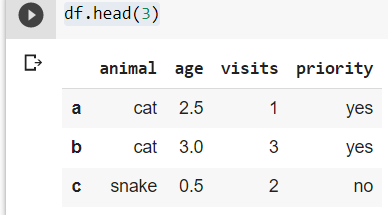 df.head(3)
animal age visits priority
a cat 2.5 1 yes
b cat 3.0 3 yes
c snake 0.5 2 no